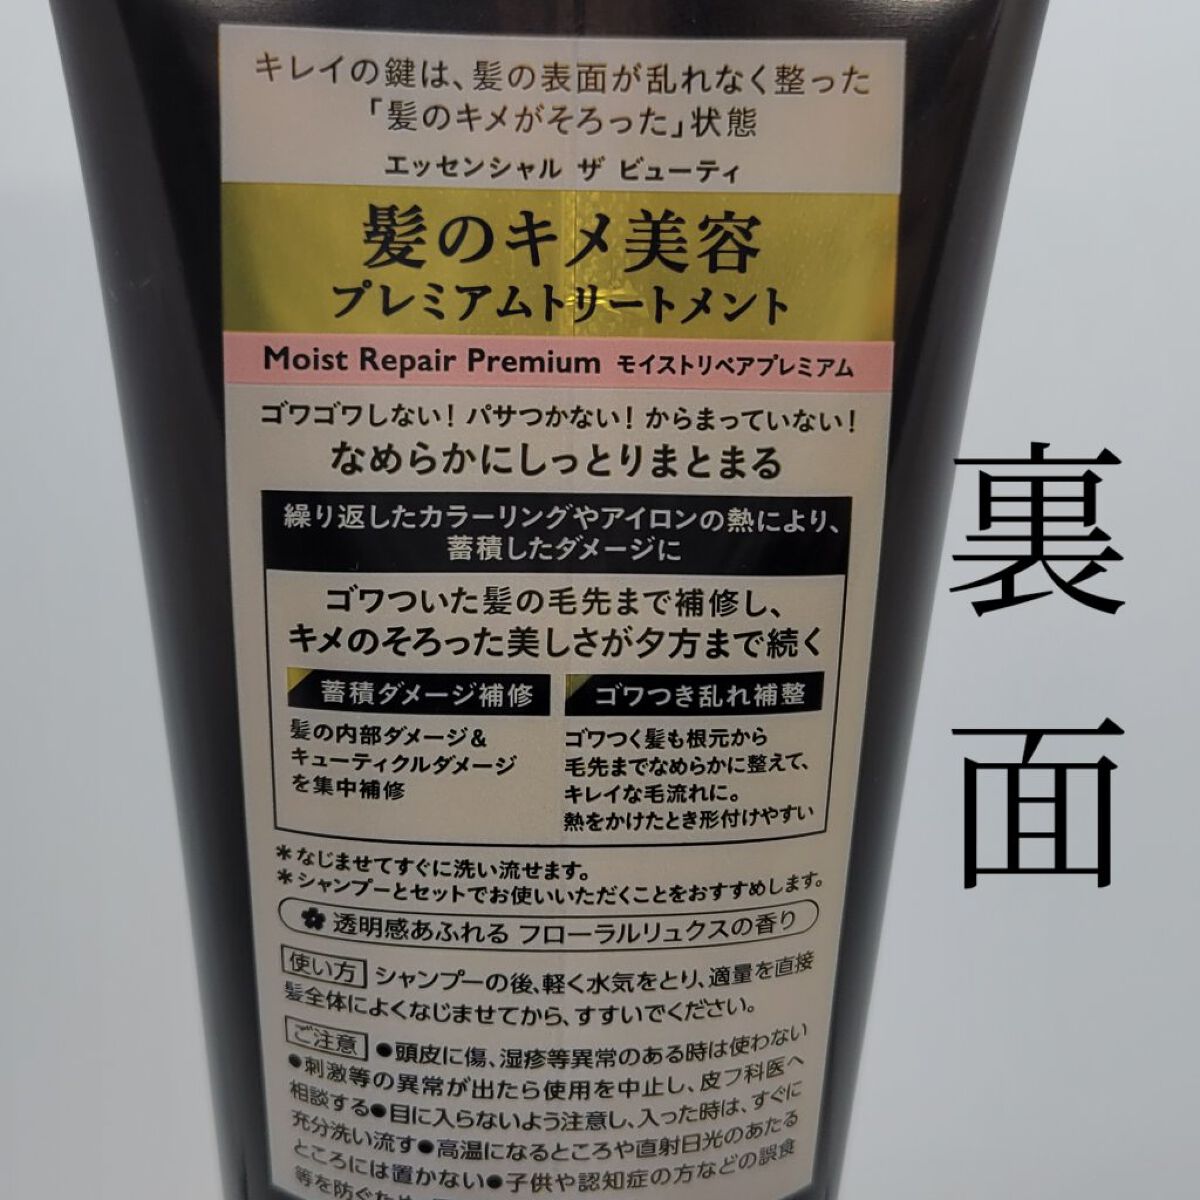 キレイの鍵は、髪の表面が乱れなく整った
「髪のキメがそろった」状態
エッセンシャル ザ ビューティ
髪のキメ美容
プレミアムトリートメント
Moist Repair Premium モイストリペアプレミアム
ゴワゴワしない！パサつかない！からまっていない！
なめらかにしっとりまとまる
繰り返したカラーリングやアイロンの熱により、
蓄積したダメージに
ゴワついた髪の毛先まで補修し、
キメのそろった美しさが夕方まで続く
蓄積ダメージ補修
髪の内部ダメージ&
キューティクルダメージ
を集中補修
ゴワつき乱れ補整
ゴワつく髪も根元から
毛先までなめらかに整えて、
キレイな毛流れに。
熱をかけたとき形付けやすい
*なじませてすぐに洗い流せます。
*シャンプーとセットでお使いいただくことをおすすめします。
透明感あふれる フローラルリュクスの香り
使い方 シャンプーの後、軽く水気をとり、適量を直接
髪全体によくなじませてから、すすいでください。
ご注意 ●頭皮に傷、湿疹等異常のある時は使わない
●刺激等の異常が出たら使用を中止し、皮フ科医へ
相談する●目に入らないよう注意し、入った時は、すぐに
充分洗い流す●高温になるところや直射日光のあたる
ところには置かない●子供や認知症の方などの誤食
等を防ぐため
裏面